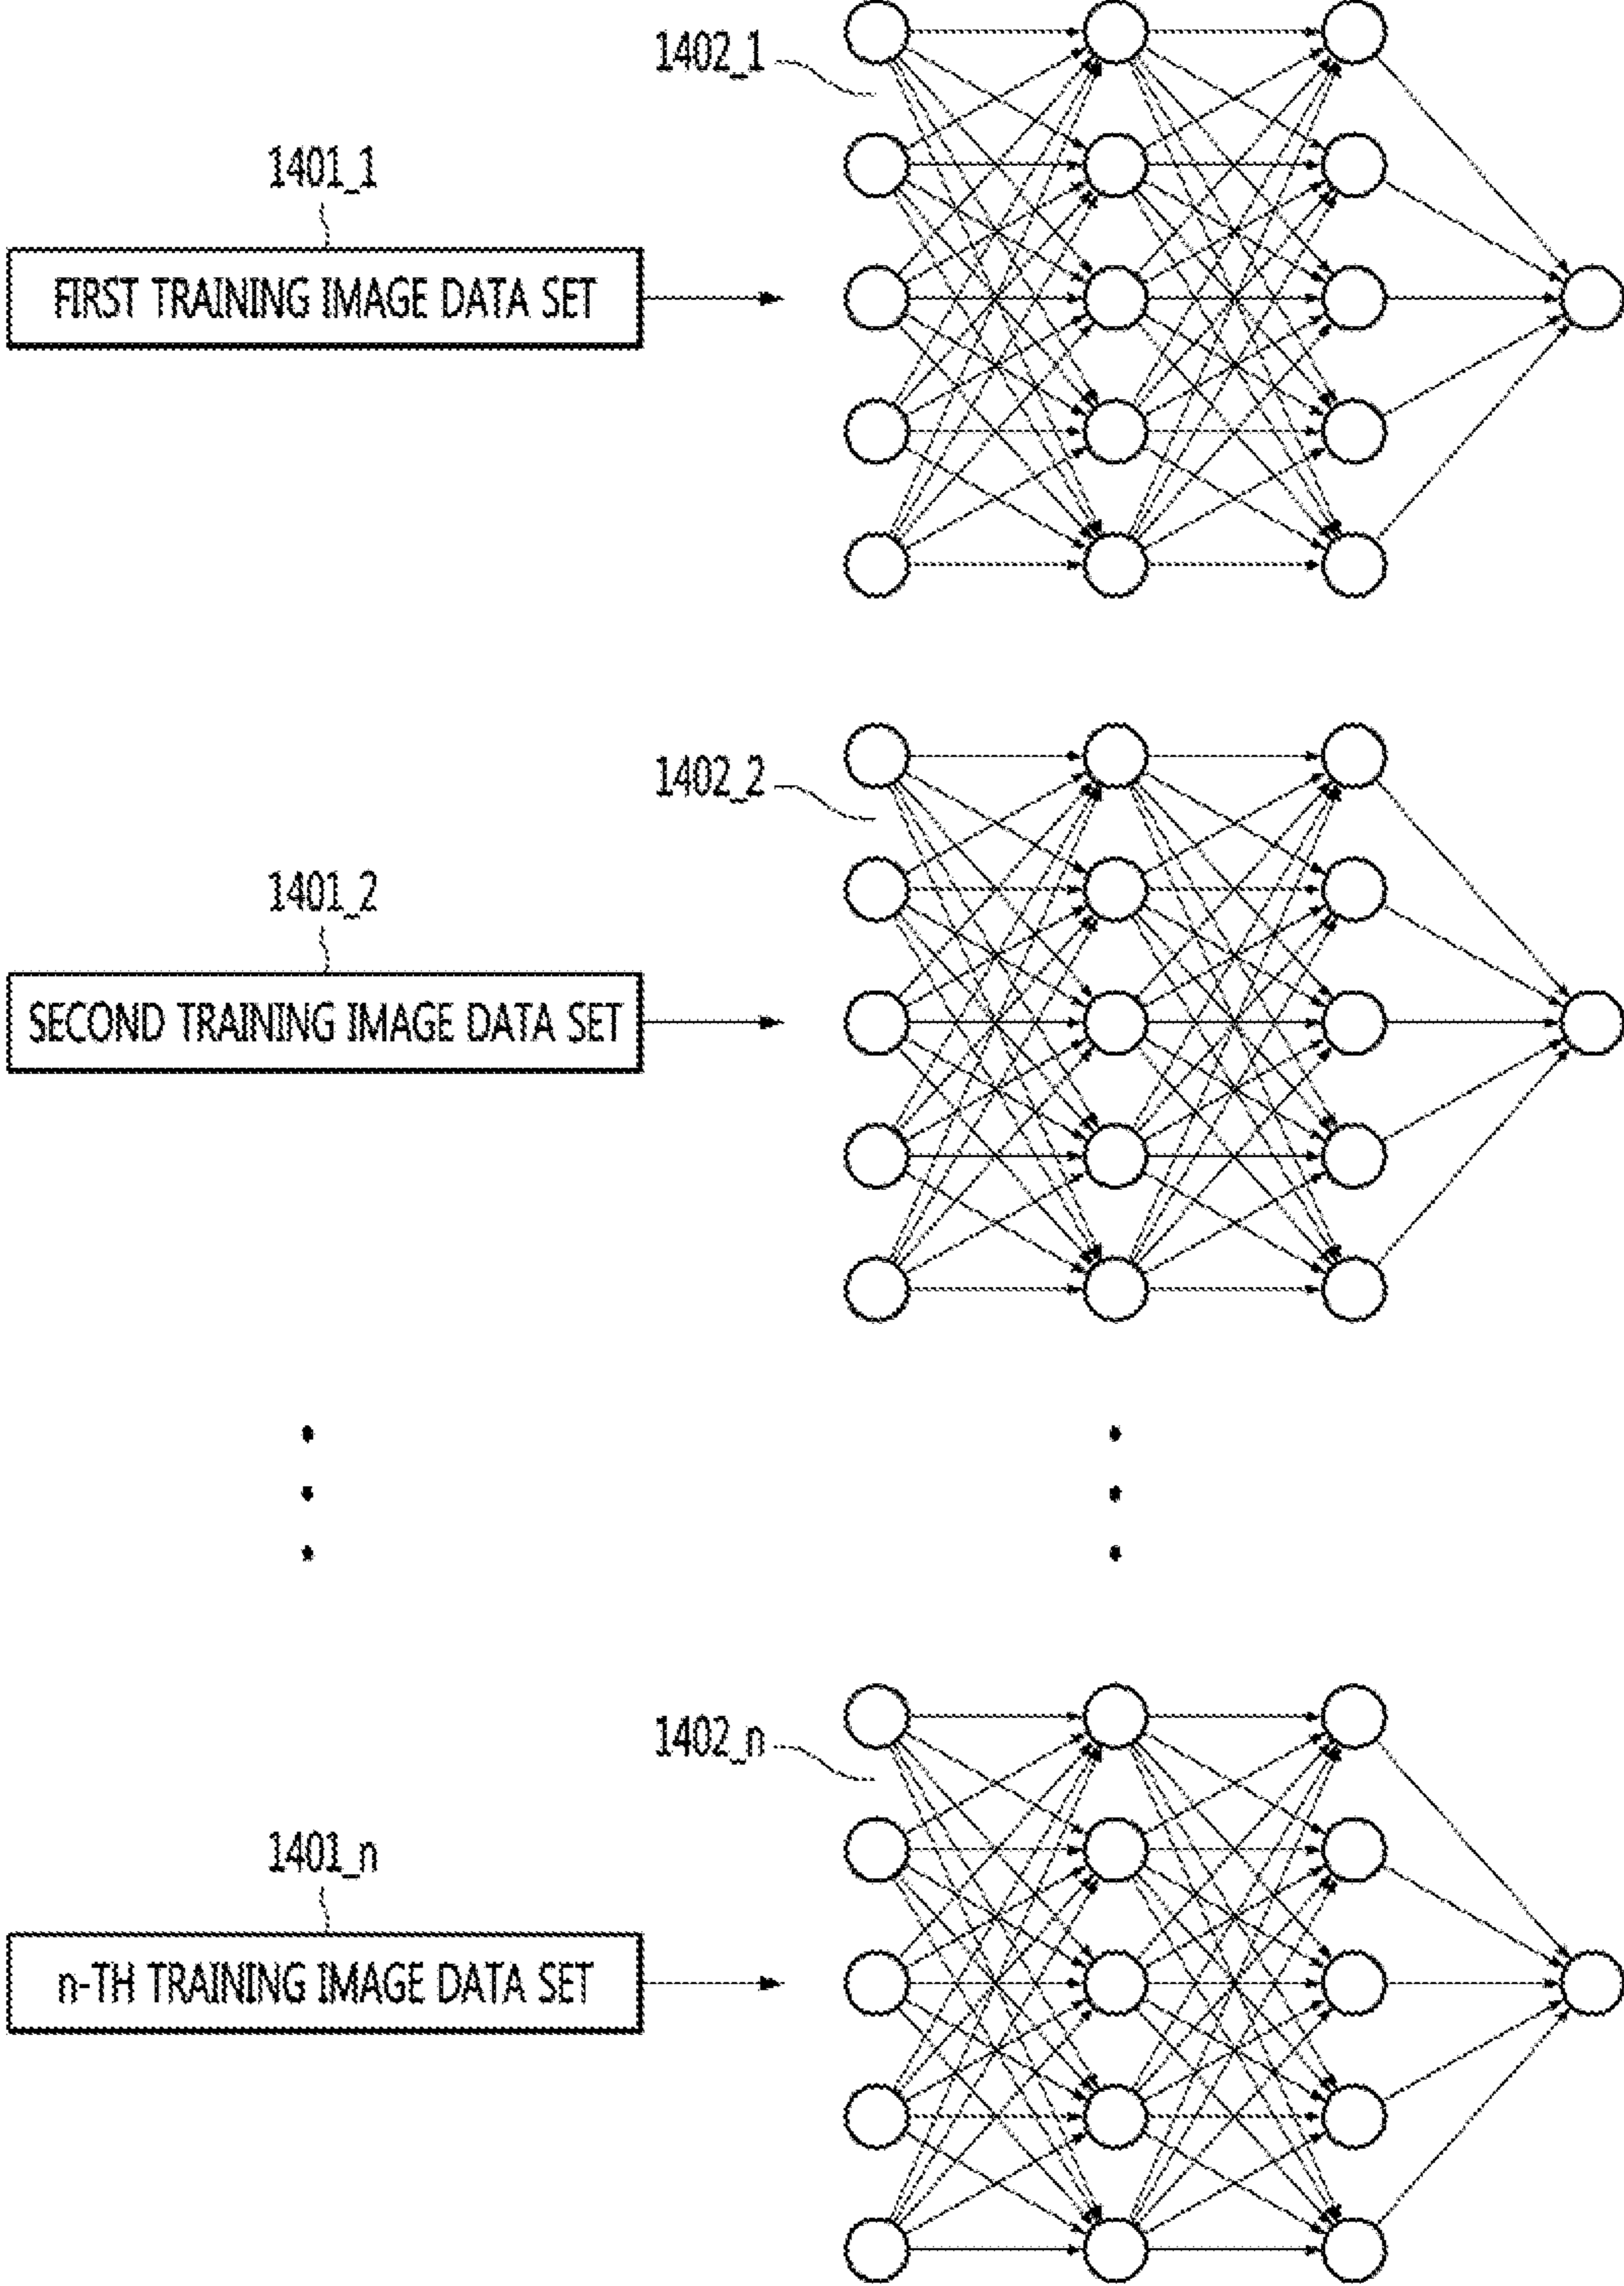 1402_1
1401_1
FIRST TRAINING IMAGE DATA SET
1402_2
1401_2
SECOND TRAINING IMAGE DATA SET
1402_n
1401_n
n-TH TRAINING IMAGE DATA SET